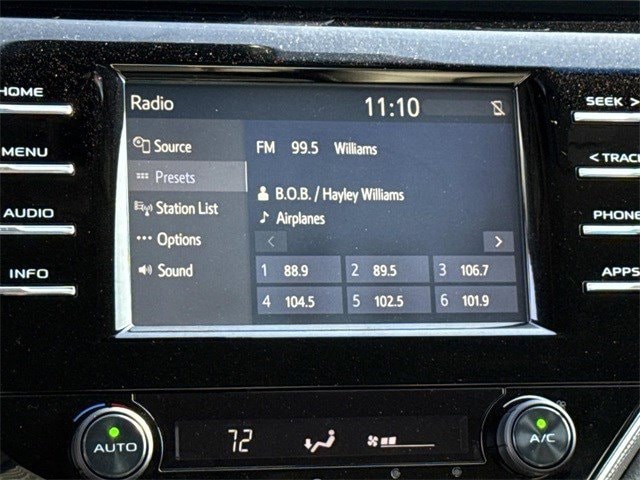 HOME
MENU
AUDIO
INFO
Radio 11:10
Source
Presets
Station List
Options
Sound
FM 99.5 Williams
B.O.B. / Hayley Williams
Airplanes
1 88.9 2 89.5 3 106.7
4 104.5 5 102.5 6 101.9
SEEK >
< TRACK
PHONE
APPS
AUTO
72
A/C